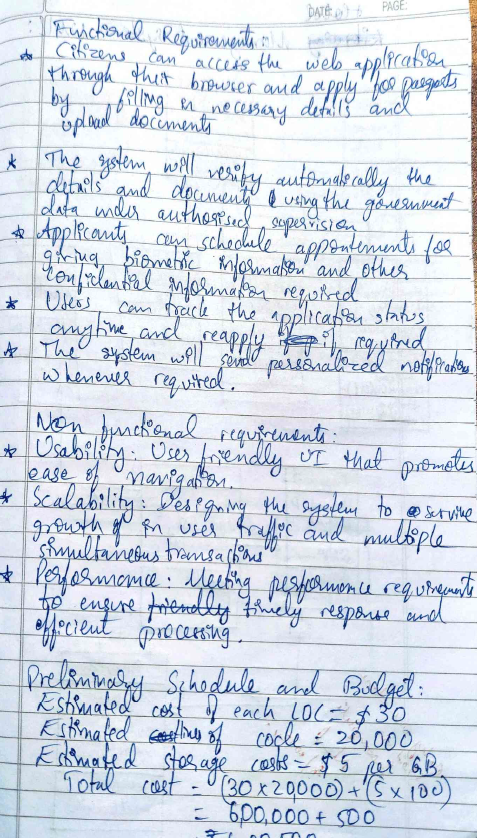 DATE: PAGE:
Functional Requirements:
* Citizens can access the web application
through their browser and apply for passports
by filling in necessary details and
upload documents
* The system will verify automatically the
details and documents using the government
data under authorised supervision
* Applicants can schedule appointements for
giving biometric information and other
confidential information required
* Users can track the application status
anytime and reapply if required
* The system will send personalized notifications
whenever required.
Non functional requirements:
* Usability: User friendly UI that promotes
ease of navigation.
* Scalability: Designing the system to survive
growth of in user traffic and multiple
simultaneous transactions
* Performance: Meeting performance requirements
to ensure friendly timely response and
efficient processing.
Preliminary Schedule and Budget:
Estimated cost of each LOC = $30
Estimated lines of code = 20,000
Estimated storage costs = $5 per GB
Total cost = (30 x 20000) + (5 x 100)
= 600,000 + 500